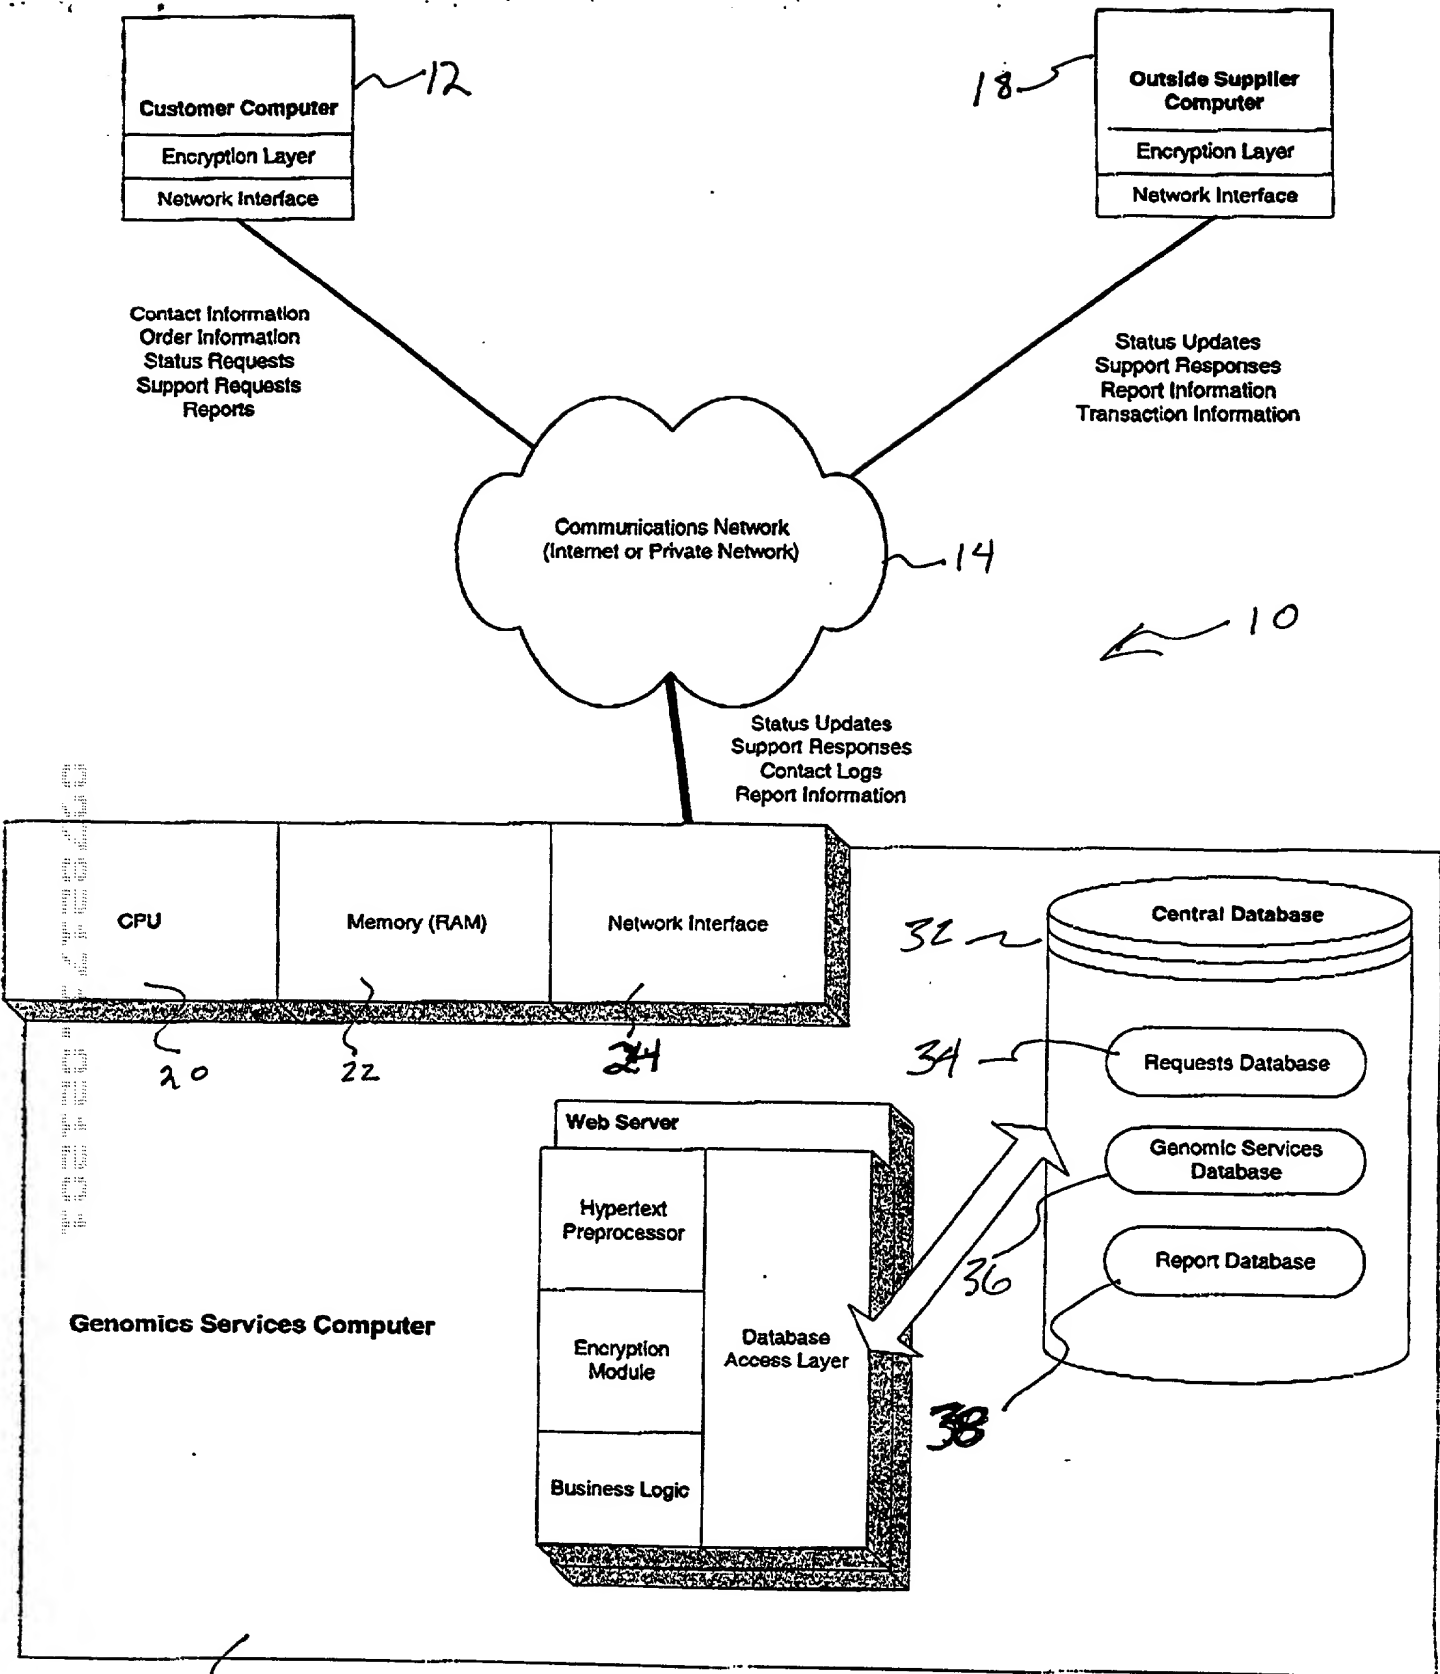 Customer Computer
Encryption Layer
Network Interface
12
18
Outside Supplier
Computer
Encryption Layer
Network Interface
Contact Information
Order Information
Status Requests
Support Requests
Reports
Status Updates
Support Responses
Report Information
Transaction Information
Communications Network
(Internet or Private Network)
14
10
Status Updates
Support Responses
Contact Logs
Report Information
CPU
Memory (RAM)
Network Interface
20
22
24
Central Database
32
34
Requests Database
Genomic Services
Database
36
Report Database
38
Web Server
Hypertext
Preprocessor
Encryption
Module
Business Logic
Database
Access Layer
Genomics Services Computer